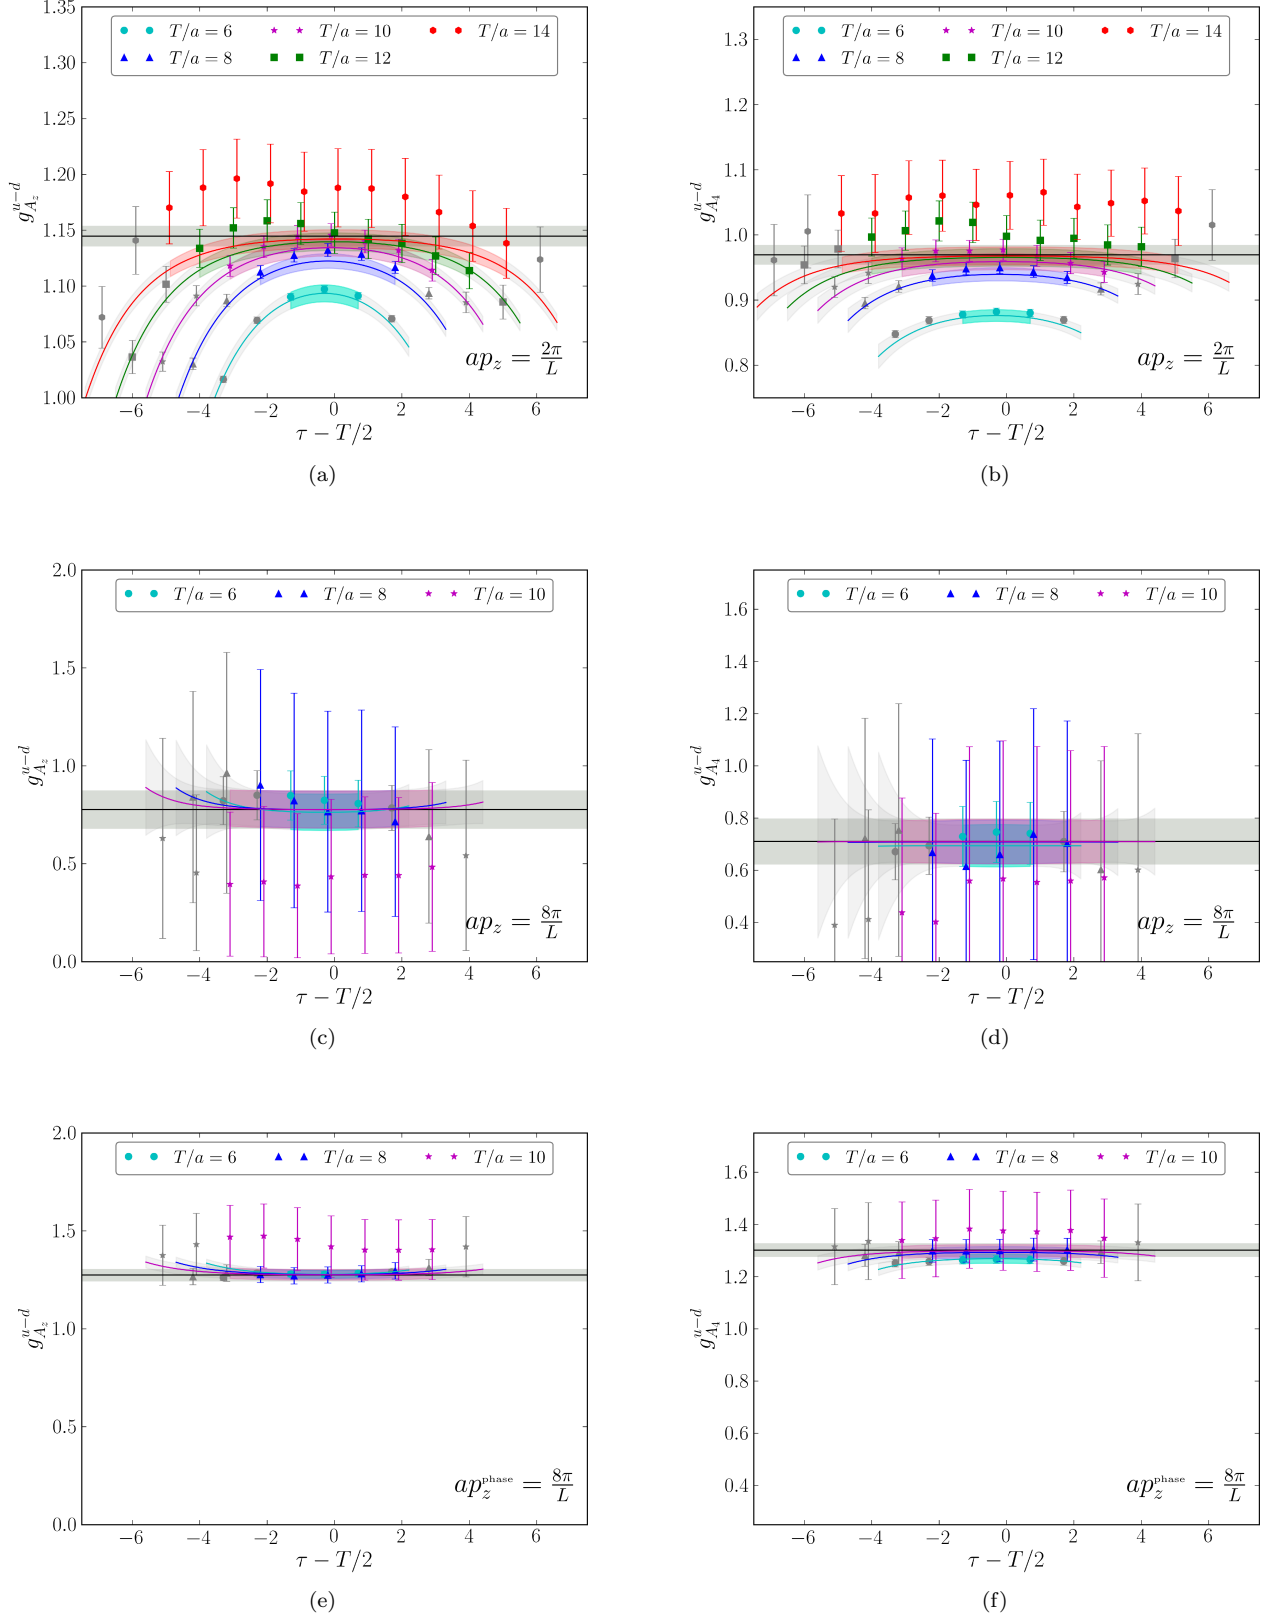 T/a = 6 T/a = 10 T/a = 14
T/a = 8 T/a = 12
1.35
1.30
1.25
1.20
1.15
1.10
1.05
1.00
g_{A_z}^{u−d}
ap_z = 2π/L
−6 −4 −2 0 2 4 6
τ − T/2
(a)
T/a = 6 T/a = 10 T/a = 14
T/a = 8 T/a = 12
1.3
1.2
1.1
1.0
0.9
0.8
g_{A_4}^{u−d}
ap_z = 2π/L
−6 −4 −2 0 2 4 6
τ − T/2
(b)
T/a = 6 T/a = 8 T/a = 10
2.0
1.5
1.0
0.5
0.0
g_{A_z}^{u−d}
ap_z = 8π/L
−6 −4 −2 0 2 4 6
τ − T/2
(c)
T/a = 6 T/a = 8 T/a = 10
1.6
1.4
1.2
1.0
0.8
0.6
0.4
g_{A_4}^{u−d}
ap_z = 8π/L
−6 −4 −2 0 2 4 6
τ − T/2
(d)
T/a = 6 T/a = 8 T/a = 10
2.0
1.5
1.0
0.5
0.0
g_{A_z}^{u−d}
ap_z^{phase} = 8π/L
−6 −4 −2 0 2 4 6
τ − T/2
(e)
T/a = 6 T/a = 8 T/a = 10
1.6
1.4
1.2
1.0
0.8
0.6
0.4
g_{A_4}^{u−d}
ap_z^{phase} = 8π/L
−6 −4 −2 0 2 4 6
τ − T/2
(f)